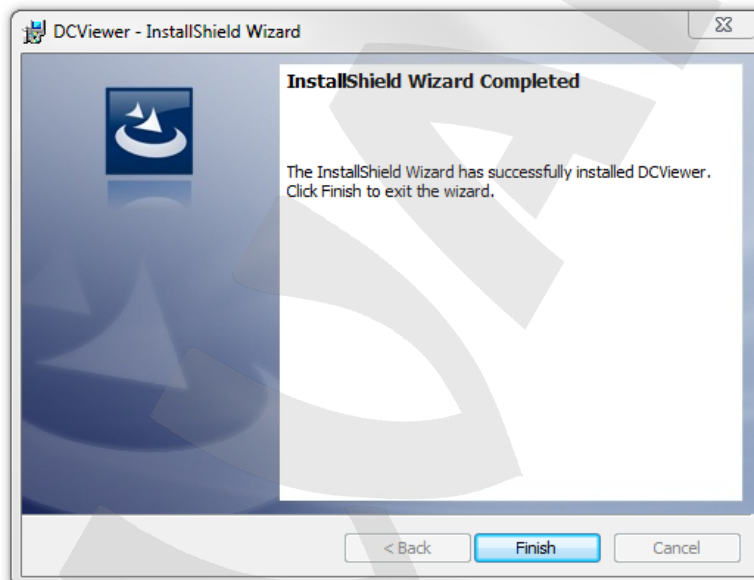 DCViewer - InstallShield Wizard
InstallShield Wizard Completed
The InstallShield Wizard has successfully installed DCViewer.
Click Finish to exit the wizard.
< Back
Finish
Cancel